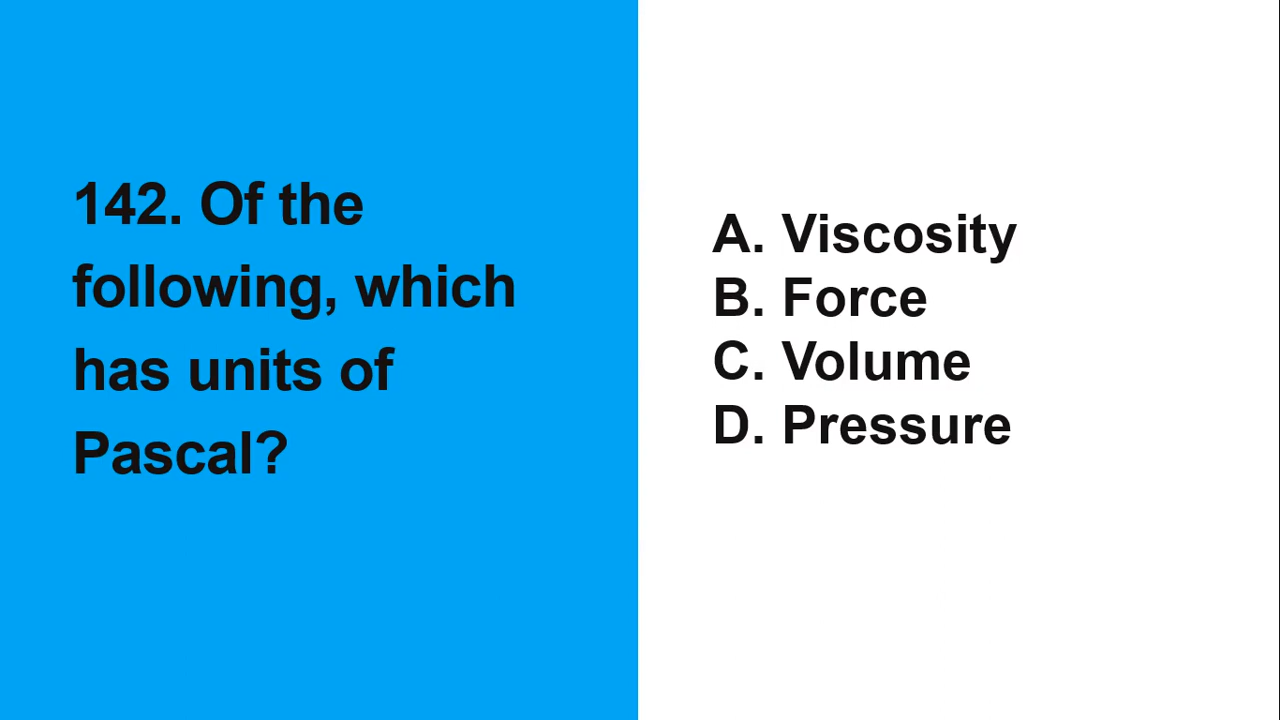 142. Of the
following, which
has units of
Pascal?
A. Viscosity
B. Force
C. Volume
D. Pressure